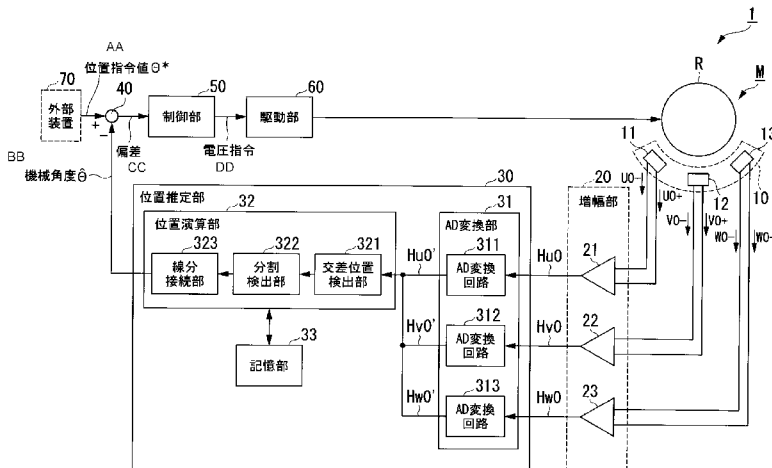 1
AA
位置指令値θ*
R
M
70
外部
装置
40
+
−
50
制御部
60
駆動部
偏差
CC
電圧指令
DD
BB
機械角度θ̂
11
13
12
10
U0-
U0+
V0-
V0+
W0-
W0+
30
位置推定部
20
増幅部
32
位置演算部
31
AD変換部
323
線分
接続部
322
分割
検出部
321
交差位置
検出部
Hu0'
311
AD変換
回路
Hu0
21
312
Hv0'
AD変換
回路
Hv0
22
33
記憶部
313
Hw0'
AD変換
回路
Hw0
23